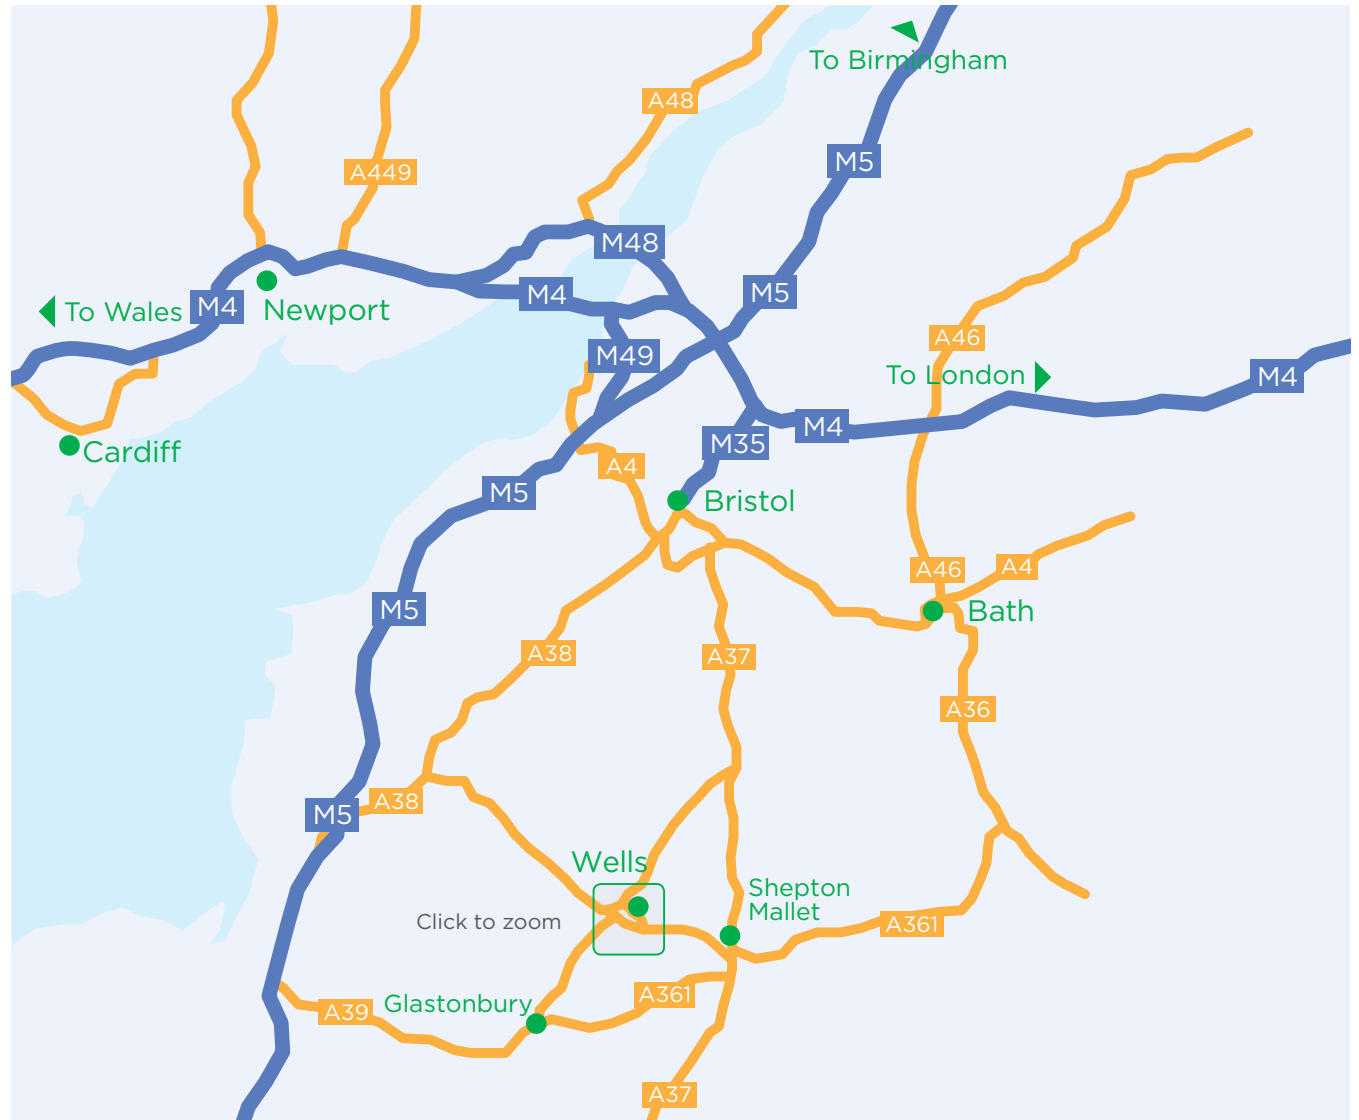 To Birmingham
A48
M5
A449
M48
M5
M4
To Wales
M4
Newport
A46
M49
To London
M4
M4
M35
Cardiff
A4
M5
Bristol
A46
A4
M5
Bath
A38
A37
A36
A38
M5
Wells
Shepton
Mallet
Click to zoom
A361
A361
Glastonbury
A39
A37